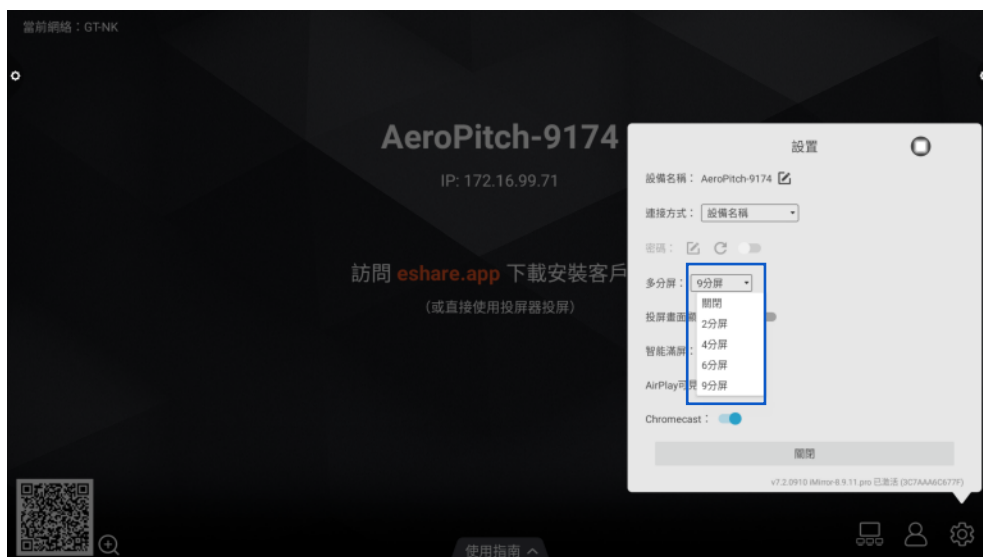 當前網絡：GT-NK
AeroPitch-9174
IP: 172.16.99.71
訪問 eshare.app 下載安裝客戶
（或直接使用投屏器投屏）
設置
設備名稱： AeroPitch-9174
連接方式： 設備名稱
密碼：
多分屏： 9分屏
關閉
2分屏
投屏畫面
4分屏
智能滿屏：
6分屏
AirPlay可見 9分屏
Chromecast：
關閉
v7.2.0910 IMirror-8.9.11 pro 已激活 (3C7AAA6C677F)
使用指南